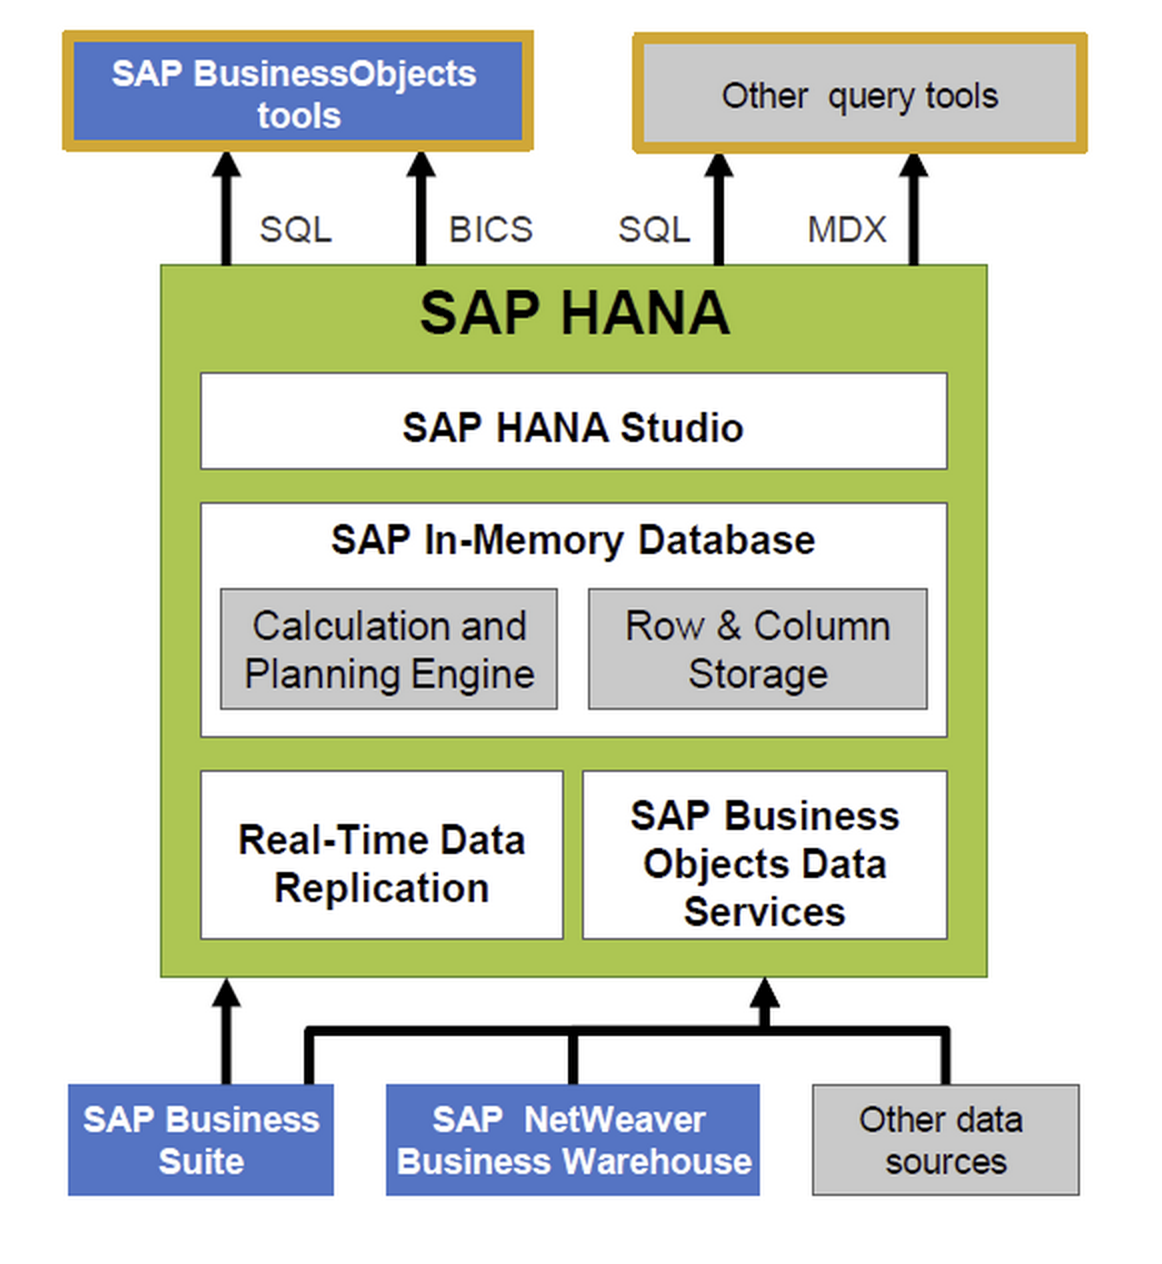 SAP BusinessObjects
tools
Other query tools
SQL
BICS
SQL
MDX
SAP HANA
SAP HANA Studio
SAP In-Memory Database
Calculation and
Planning Engine
Row & Column
Storage
Real-Time Data
Replication
SAP Business
Objects Data
Services
SAP Business
Suite
SAP NetWeaver
Business Warehouse
Other data
sources